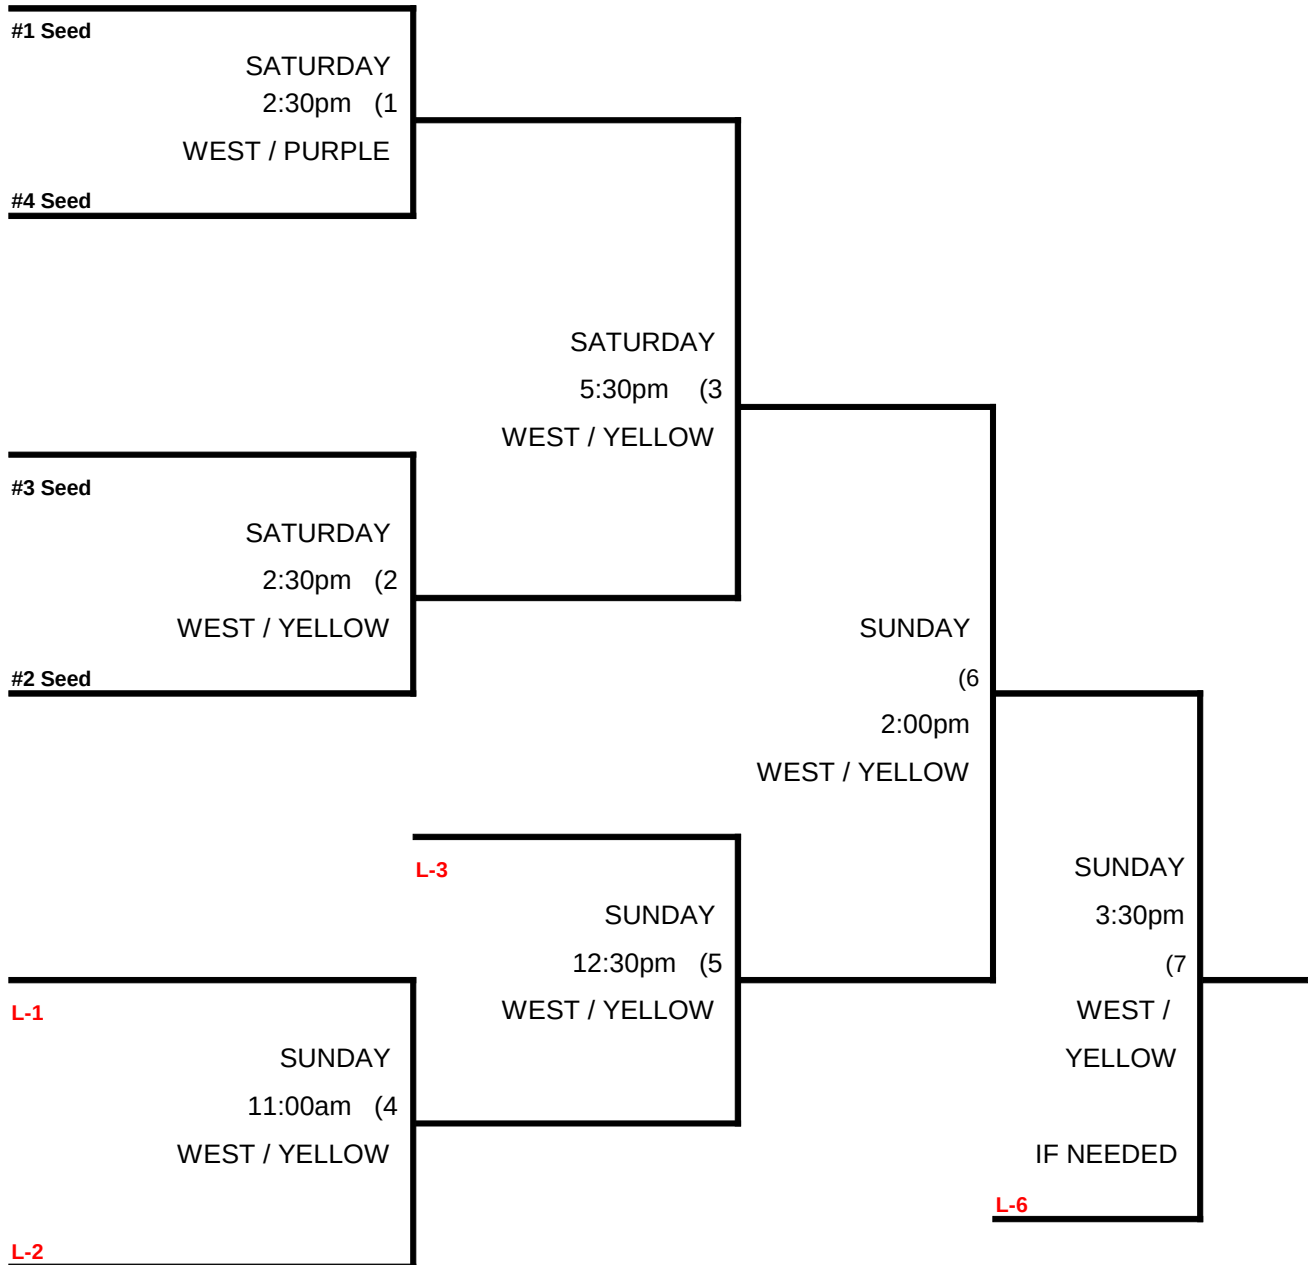 #1 Seed
SATURDAY
2:30pm (1
WEST / PURPLE
#4 Seed
SATURDAY
5:30pm (3
WEST / YELLOW
#3 Seed
SATURDAY
2:30pm (2
WEST / YELLOW
#2 Seed
SUNDAY
(6
2:00pm
WEST / YELLOW
L-3
SUNDAY
12:30pm (5
WEST / YELLOW
SUNDAY
3:30pm
(7
WEST /
YELLOW
IF NEEDED
L-6
L-1
SUNDAY
11:00am (4
WEST / YELLOW
L-2